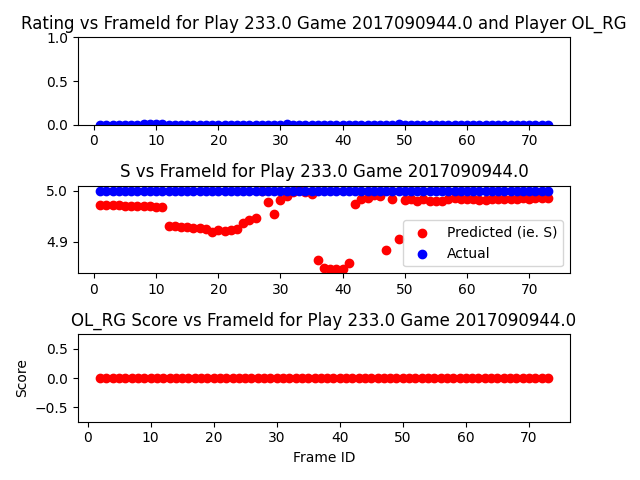 Rating vs FrameId for Play 233.0 Game 2017090944.0 and Player OL_RG
1.0
0.5
0.0
0 10 20 30 40 50 60 70
S vs FrameId for Play 233.0 Game 2017090944.0
5.0
4.9
Predicted (ie. S)
Actual
0 10 20 30 40 50 60 70
OL_RG Score vs FrameId for Play 233.0 Game 2017090944.0
Score
0.5
0.0
−0.5
0 10 20 30 40 50 60 70
Frame ID